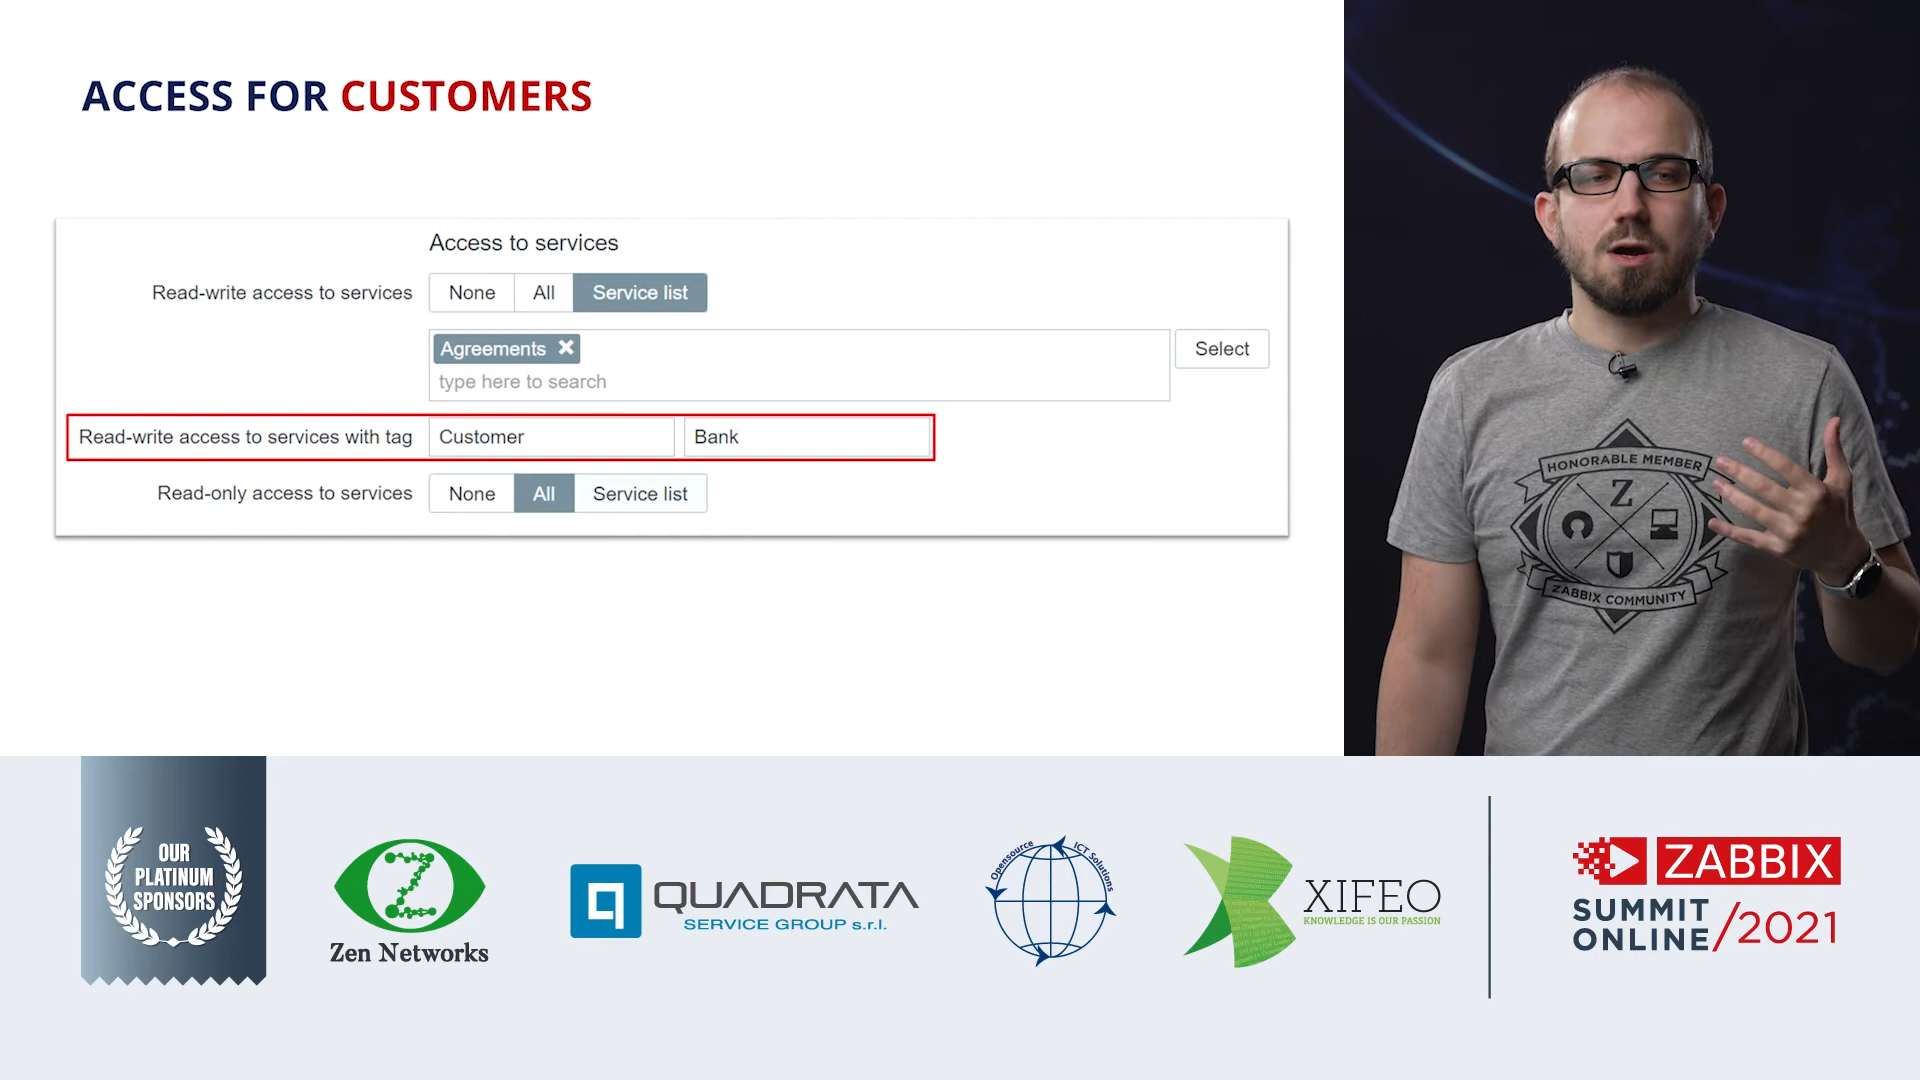 ACCESS FOR CUSTOMERS
Access to services
Read-write access to services None All Service list
Agreements Select
type here to search
Read-write access to services with tag Customer Bank
Read-only access to services None All Service list
HONORABLE MEMBER
Z
ZABBIX COMMUNITY
OUR
PLATINUM
SPONSORS
Z
Zen Networks
q QUADRATA
SERVICE GROUP s.r.l.
Opensource ICT Solutions
XIFEO
KNOWLEDGE IS OUR PASSION
ZABBIX
SUMMIT
ONLINE/2021